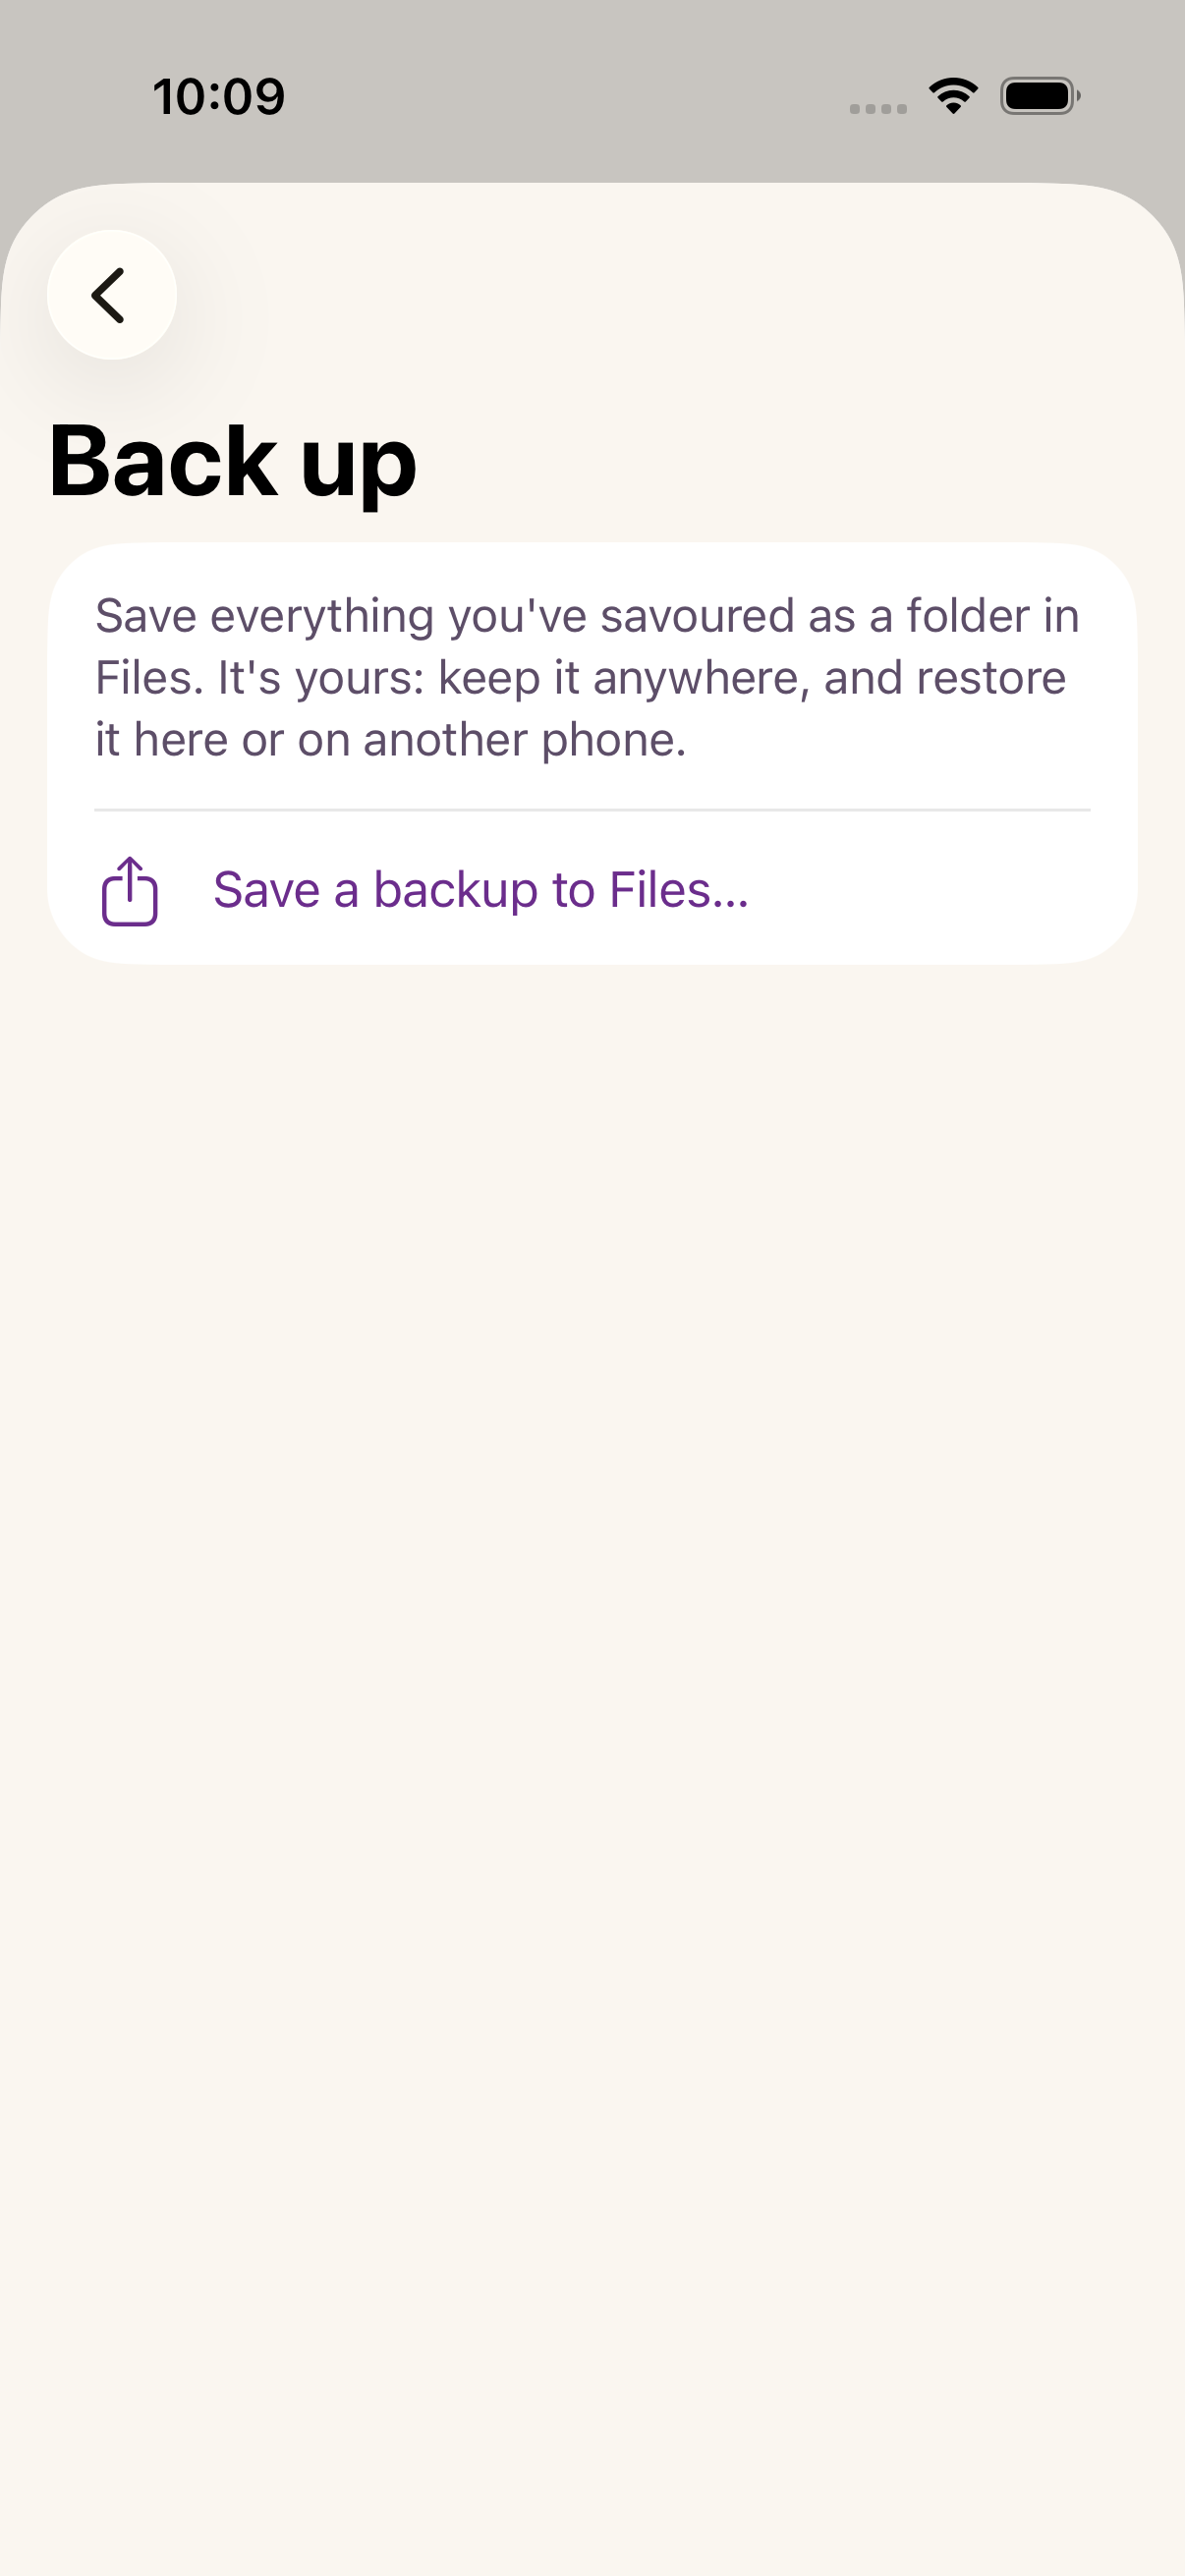 10:09
Back up
Save everything you've savoured as a folder in
Files. It's yours: keep it anywhere, and restore
it here or on another phone.
Save a backup to Files...